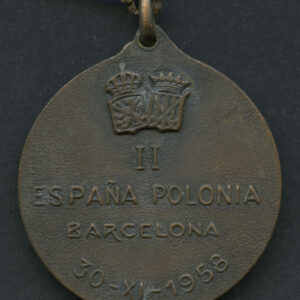 II
ESPAÑA POLONIA
BARCELONA
30-XI-1958